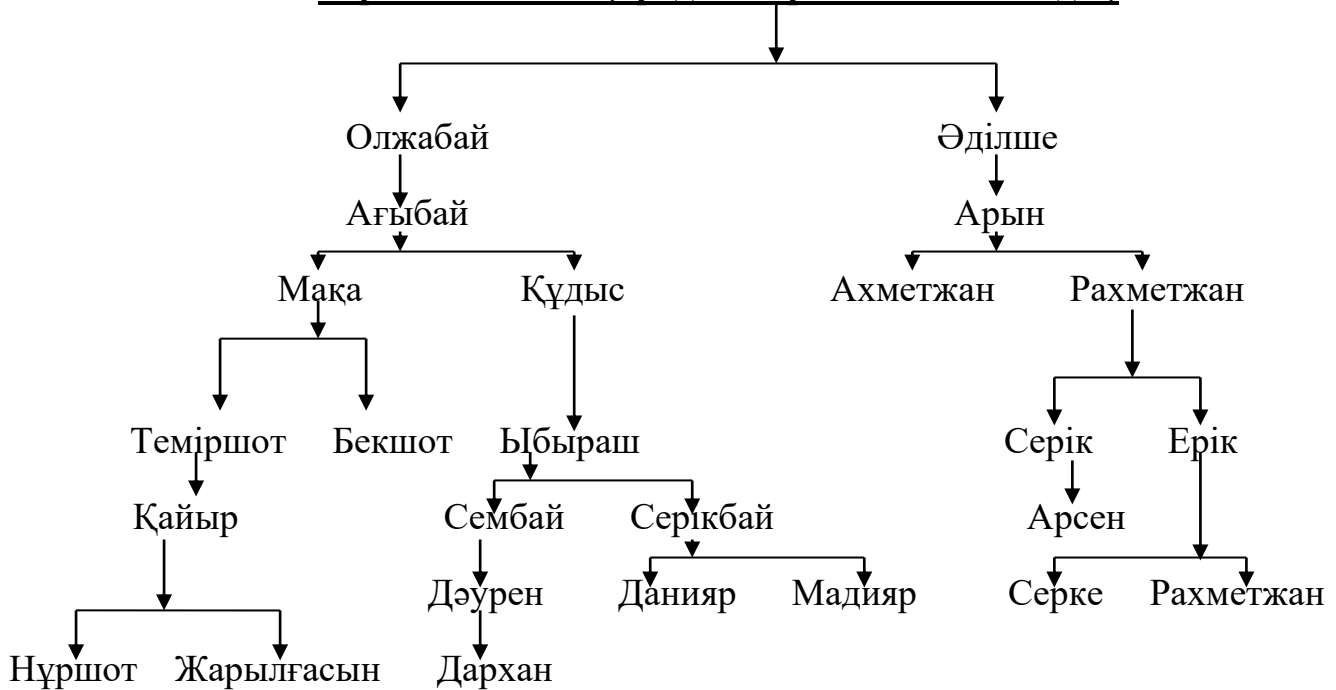 Олжабай Әділше
Ағыбай Арын
Мақа Құдыс Ахметжан Рахметжан
Теміршот Бекшот Ыбыраш Серік Ерік
Қайыр Сембай Серікбай Арсен
Дәурен Данияр Мадияр Серке Рахметжан
Нұршот Жарылғасын Дархан